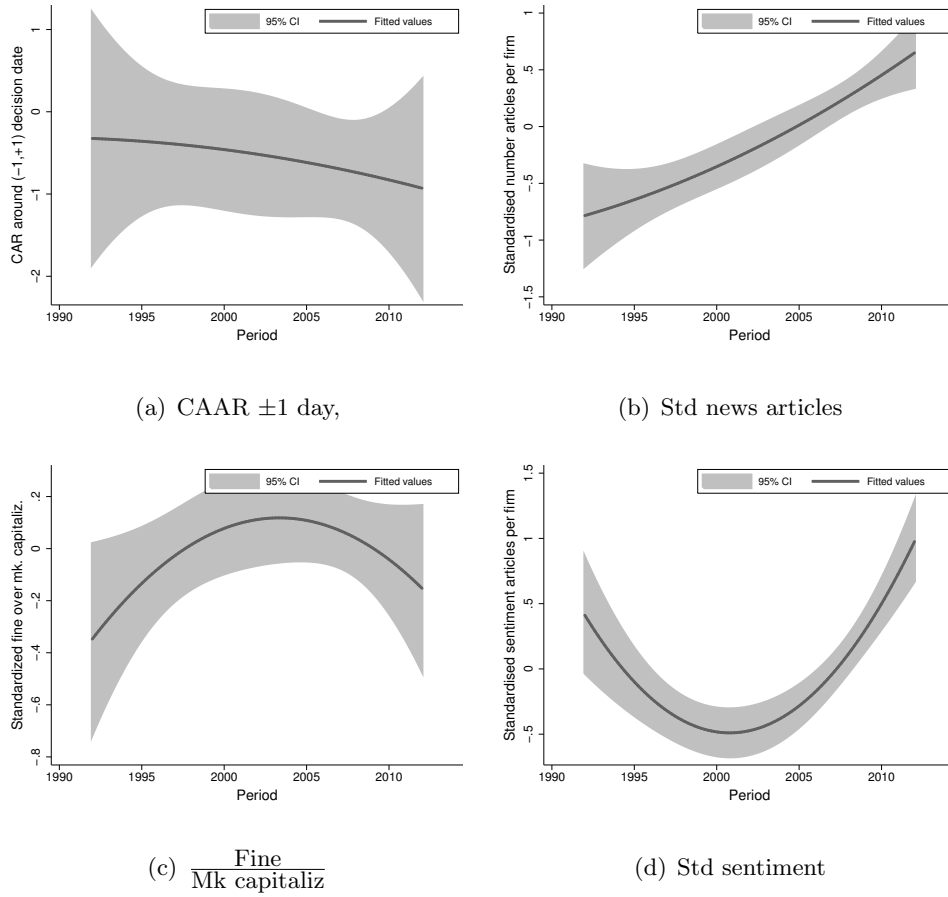 95% CI Fitted values
CAR around (−1,+1) decision date
1
0
−1
−2
1990 1995 2000 2005 2010
Period
(a) CAAR ±1 day,
95% CI Fitted values
Standardised number articles per firm
1
.5
0
−.5
−1
−1.5
1990 1995 2000 2005 2010
Period
(b) Std news articles
95% CI Fitted values
Standardized fine over mk. capitaliz.
.2
0
−.2
−.4
−.6
−.8
1990 1995 2000 2005 2010
Period
(c) Fine
Mk capitaliz
95% CI Fitted values
Standardised sentiment articles per firm
1.5
1
.5
0
−.5
1990 1995 2000 2005 2010
Period
(d) Std sentiment